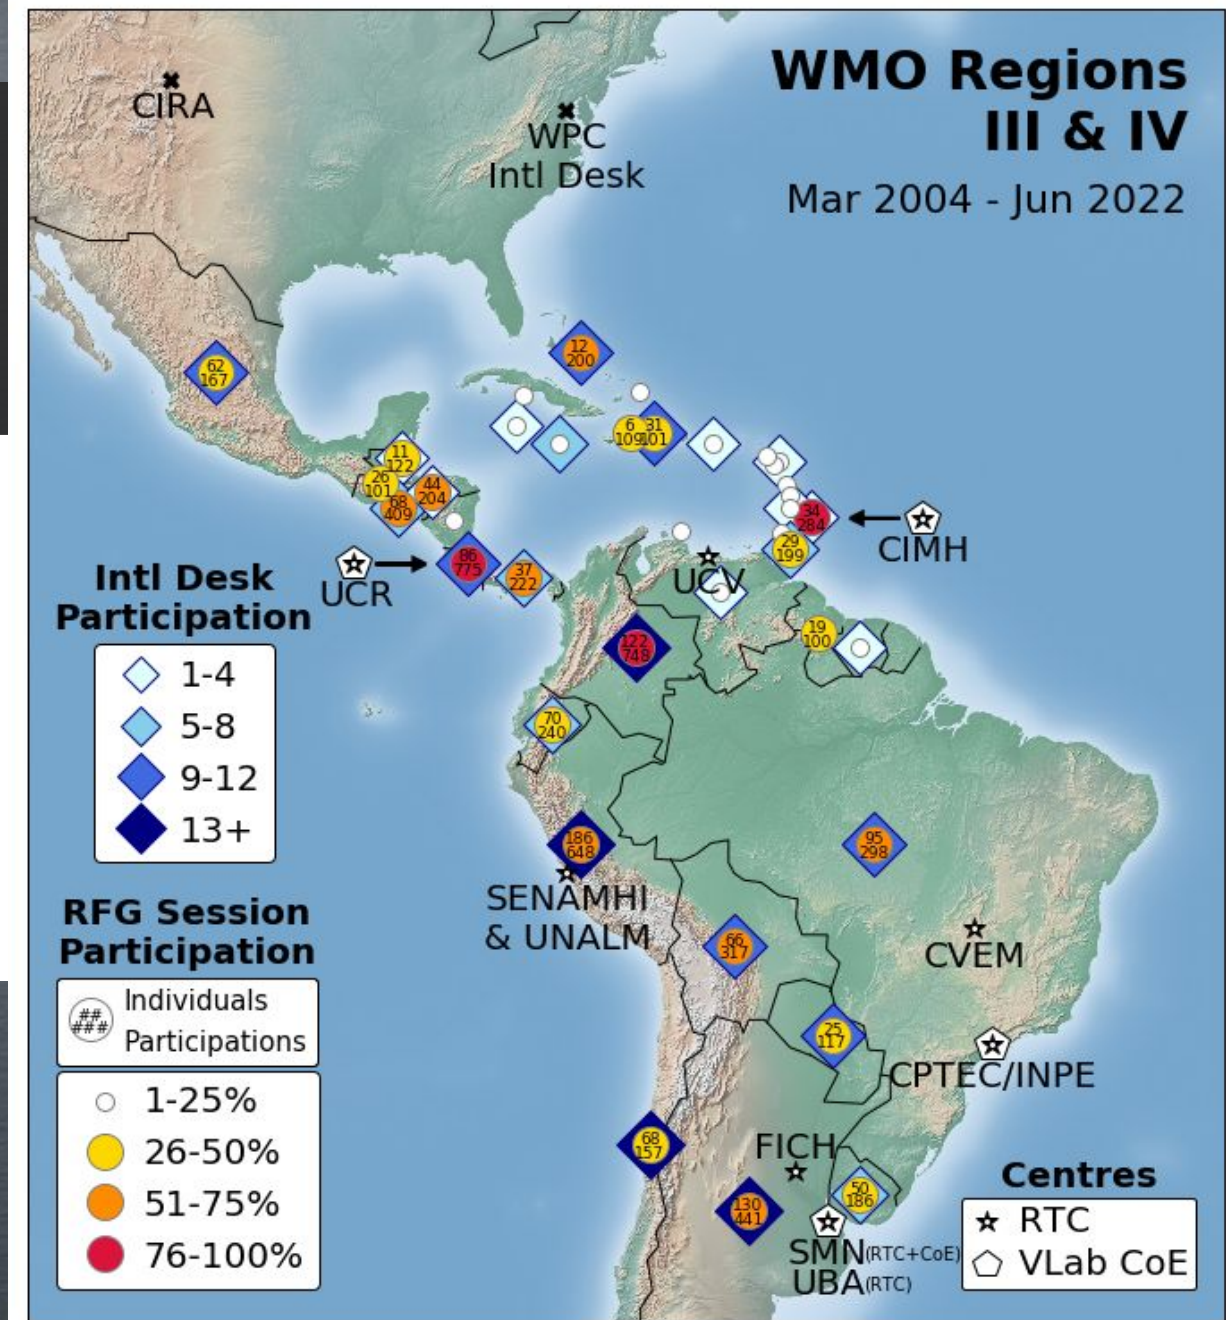 WMO Regions
III & IV
Mar 2004 - Jun 2022
CIRA
WPC
Intl Desk
12
200
62
167
6
109
31
101
11
122
26
101
44
204
68
409
34
284
CIMH
29
199
UCR
86
775
37
222
UCV
19
100
122
748
70
240
186
648
SENAMHI
& UNALM
95
298
66
317
CVEM
25
117
CPTEC/INPE
68
157
FICH
130
441
50
186
SMN(RTC+CoE)
UBA(RTC)
Intl Desk
Participation
1-4
5-8
9-12
13+
RFG Session
Participation
##
###
Individuals
Participations
1-25%
26-50%
51-75%
76-100%
Centres
RTC
VLab CoE